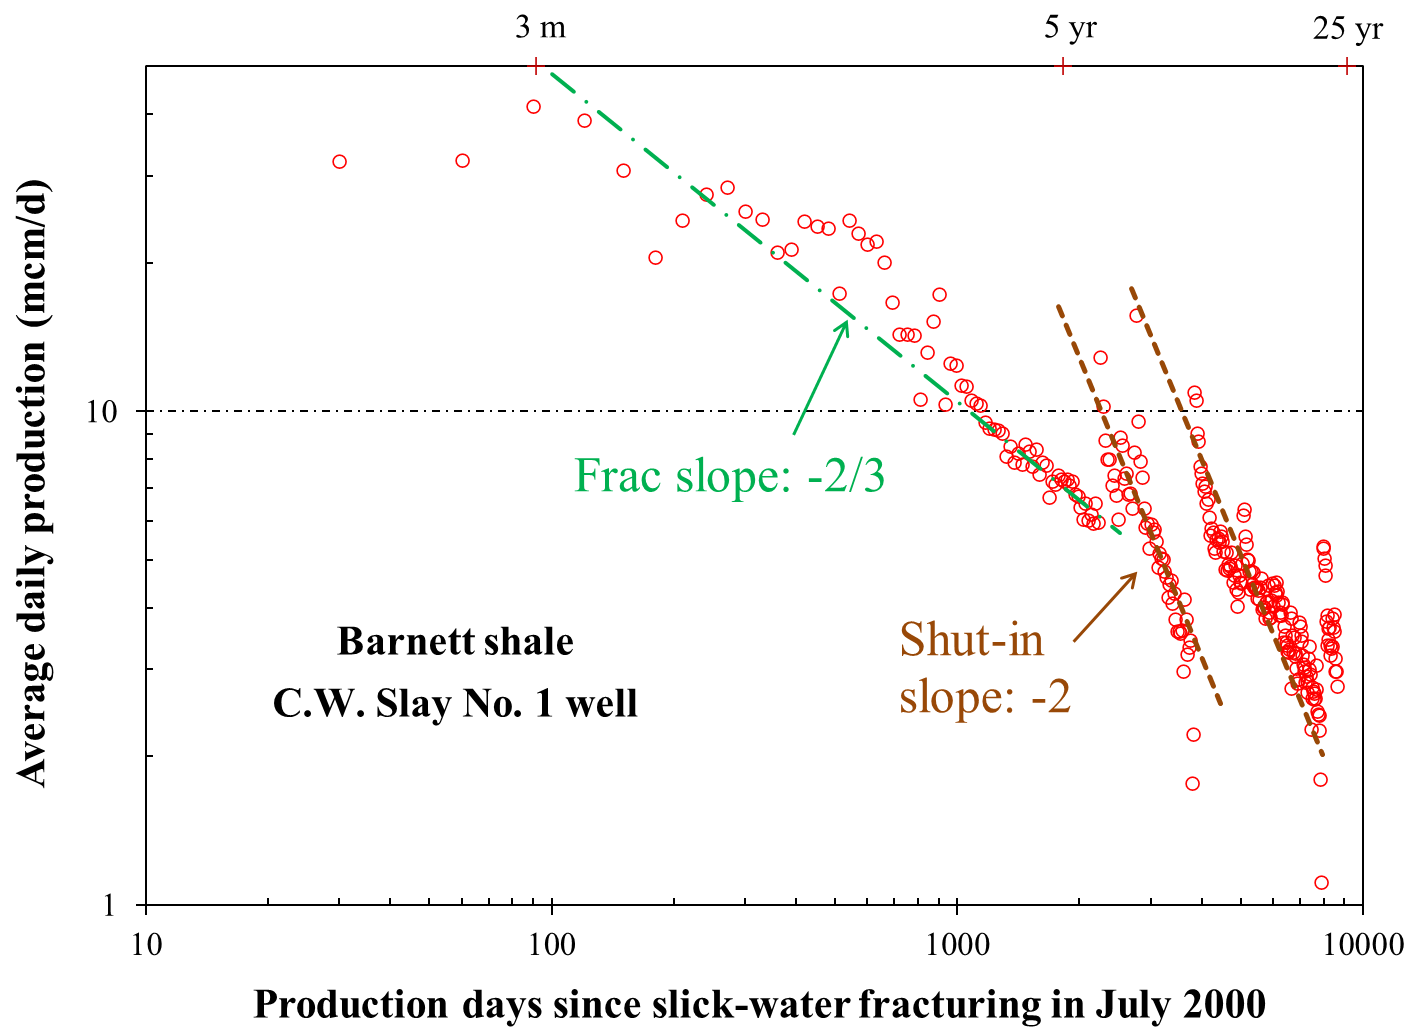 3 m
5 yr
25 yr
Average daily production (mcm/d)
10
Frac slope: -2/3
Shut-in
slope: -2
Barnett shale
C.W. Slay No. 1 well
1
10
100
1000
10000
Production days since slick-water fracturing in July 2000